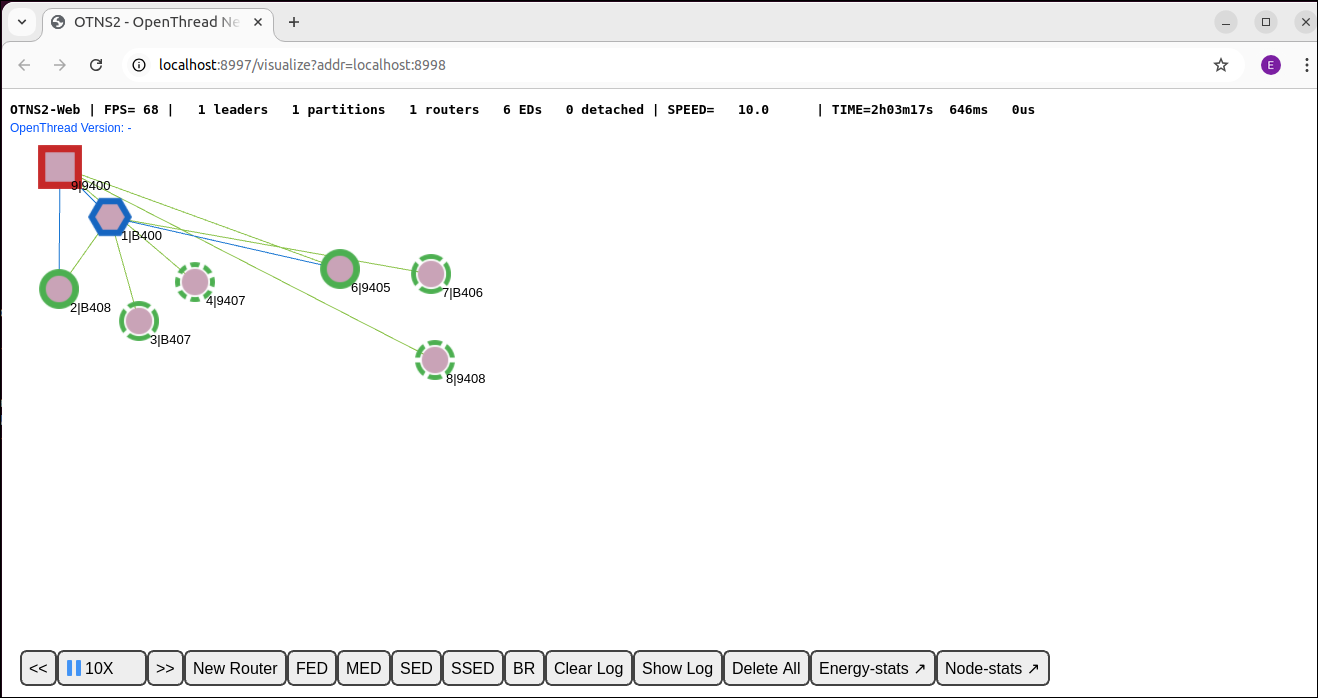 OTNS2 - OpenThread Ne
localhost:8997/visualize?addr=localhost:8998
E
OTNS2-Web | FPS= 68 | 1 leaders 1 partitions 1 routers 6 EDs 0 detached | SPEED= 10.0 | TIME=2h03m17s 646ms 0us
OpenThread Version: -
9|9400
1|B400
6|9405
7|B406
4|9407
2|B408
3|B407
8|9408
<< 10X >> New Router FED MED SED SSED BR Clear Log Show Log Delete All Energy-stats ↗ Node-stats ↗